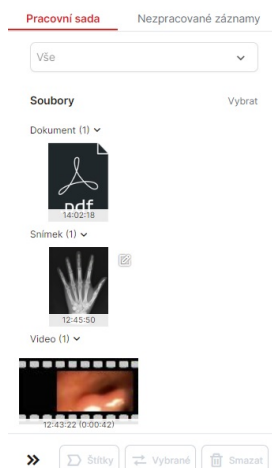 Pracovní sada Nezpracované záznamy
Vše
Soubory Vybrat
Dokument (1)
pdf
14:02:18
Snímek (1)
12:45:50
Video (1)
12:43:22 (0:00:42)
Štítky Vybrané Smazat